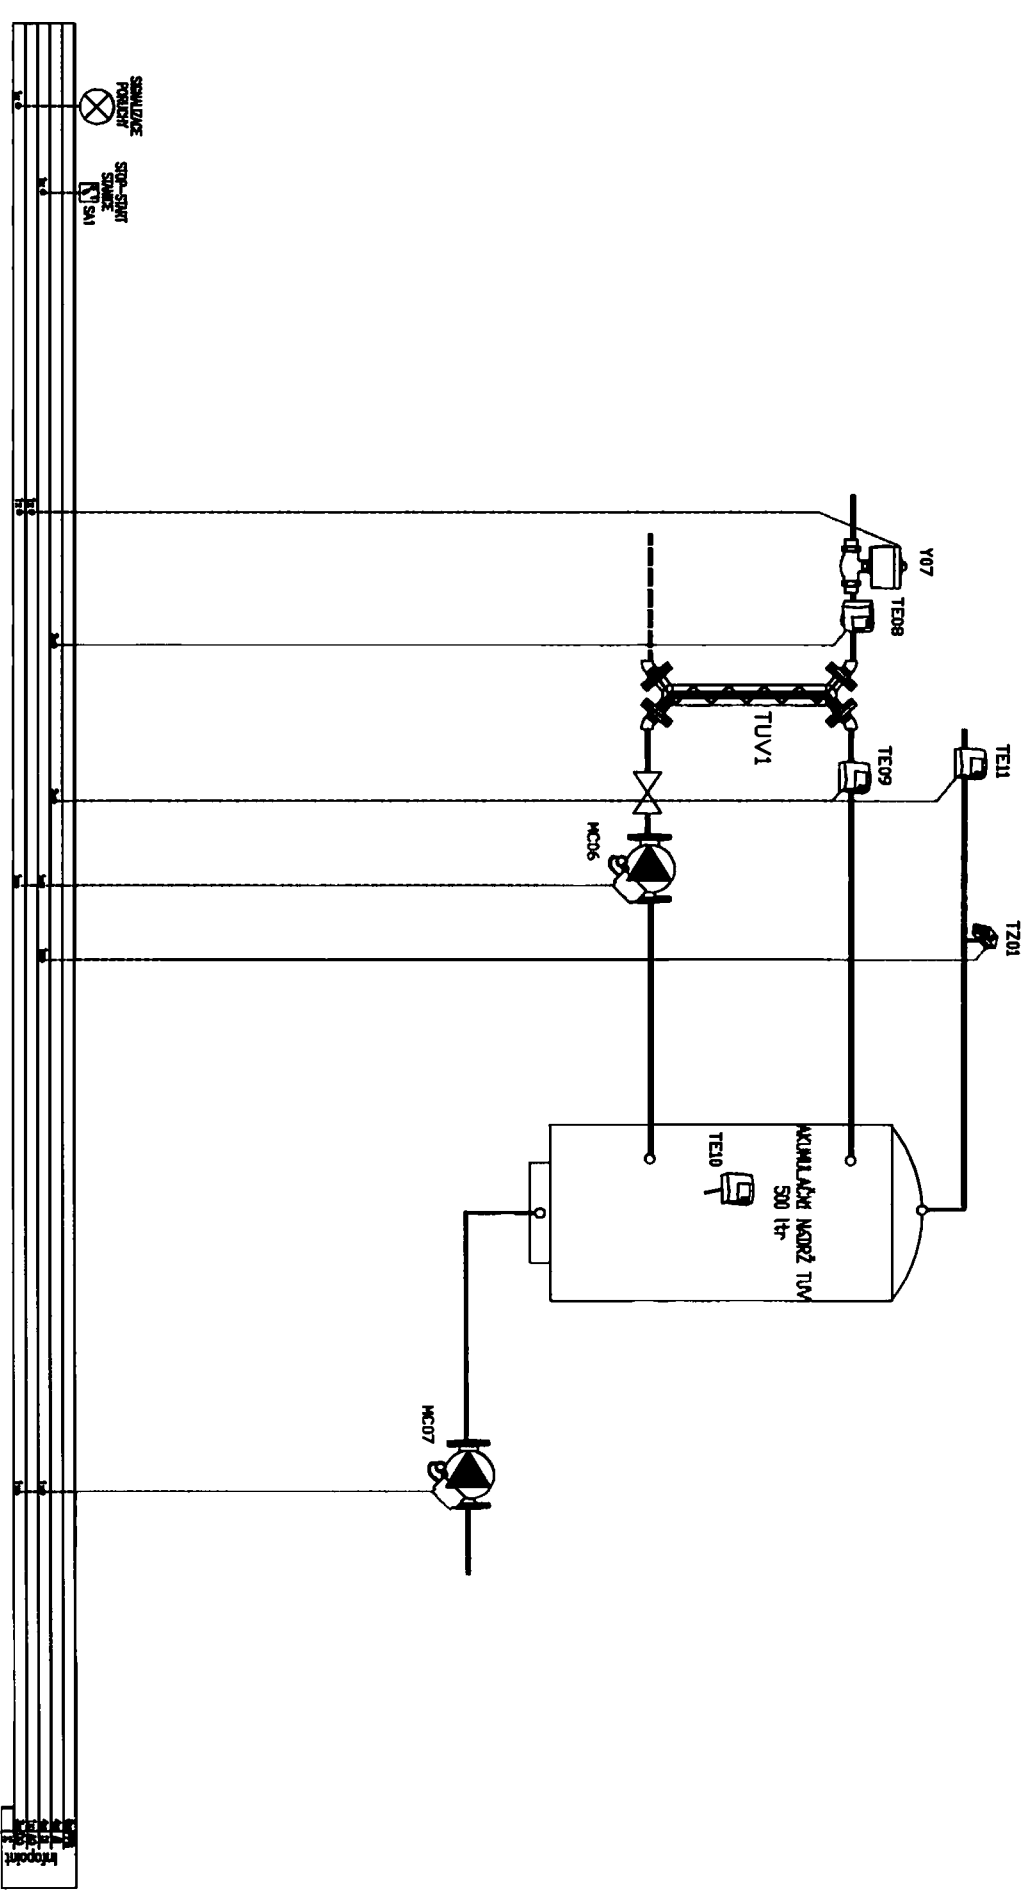 SIGNALIZACE
PORUCHY
STOP-START
STANICE
SA1
Y07
TE08
TUV1
TE09
TE11
MC06
TZ01
TE10
AKUMULAČNÍ NÁDRŽ TUV
500 ltr
MC07
Infopoint